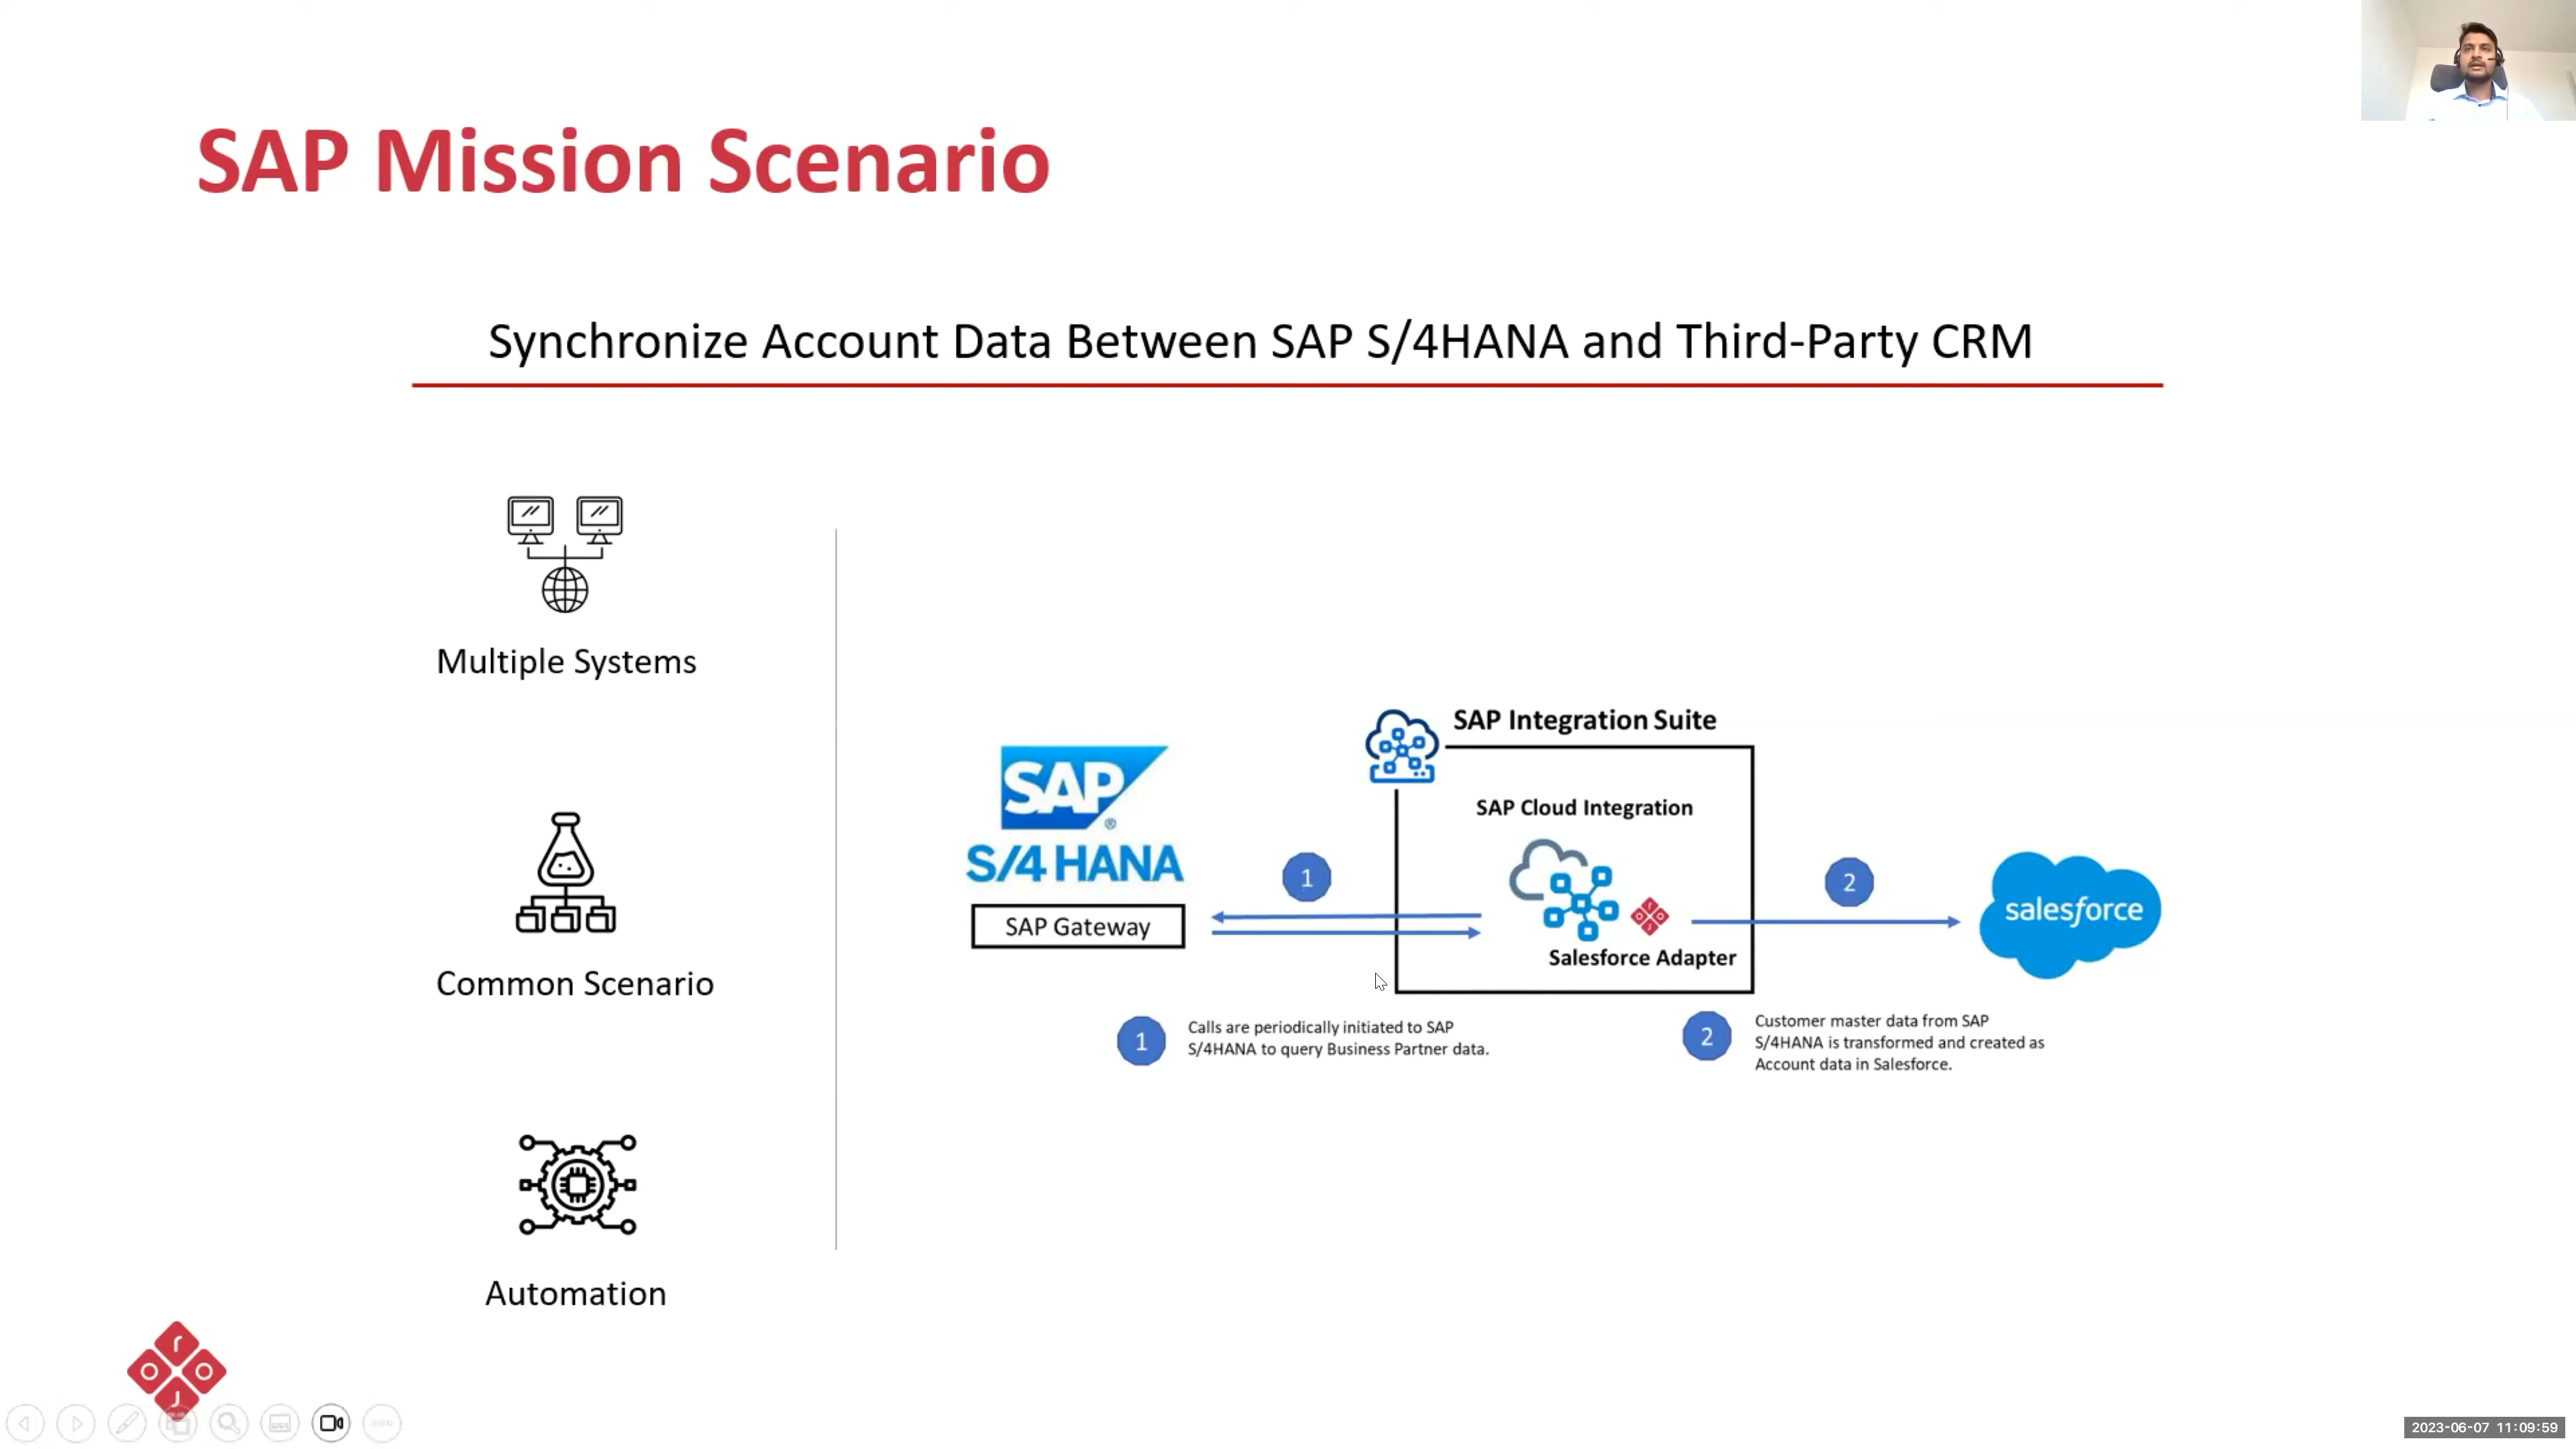 SAP Mission Scenario
Synchronize Account Data Between SAP S/4HANA and Third-Party CRM
Multiple Systems
Common Scenario
Automation
SAP
®
S/4 HANA
SAP Gateway
1
SAP Integration Suite
SAP Cloud Integration
Salesforce Adapter
2
salesforce
1
Calls are periodically initiated to SAP
S/4HANA to query Business Partner data.
2
Customer master data from SAP
S/4HANA is transformed and created as
Account data in Salesforce.
r
O O
J
2023-06-07 11:09:59